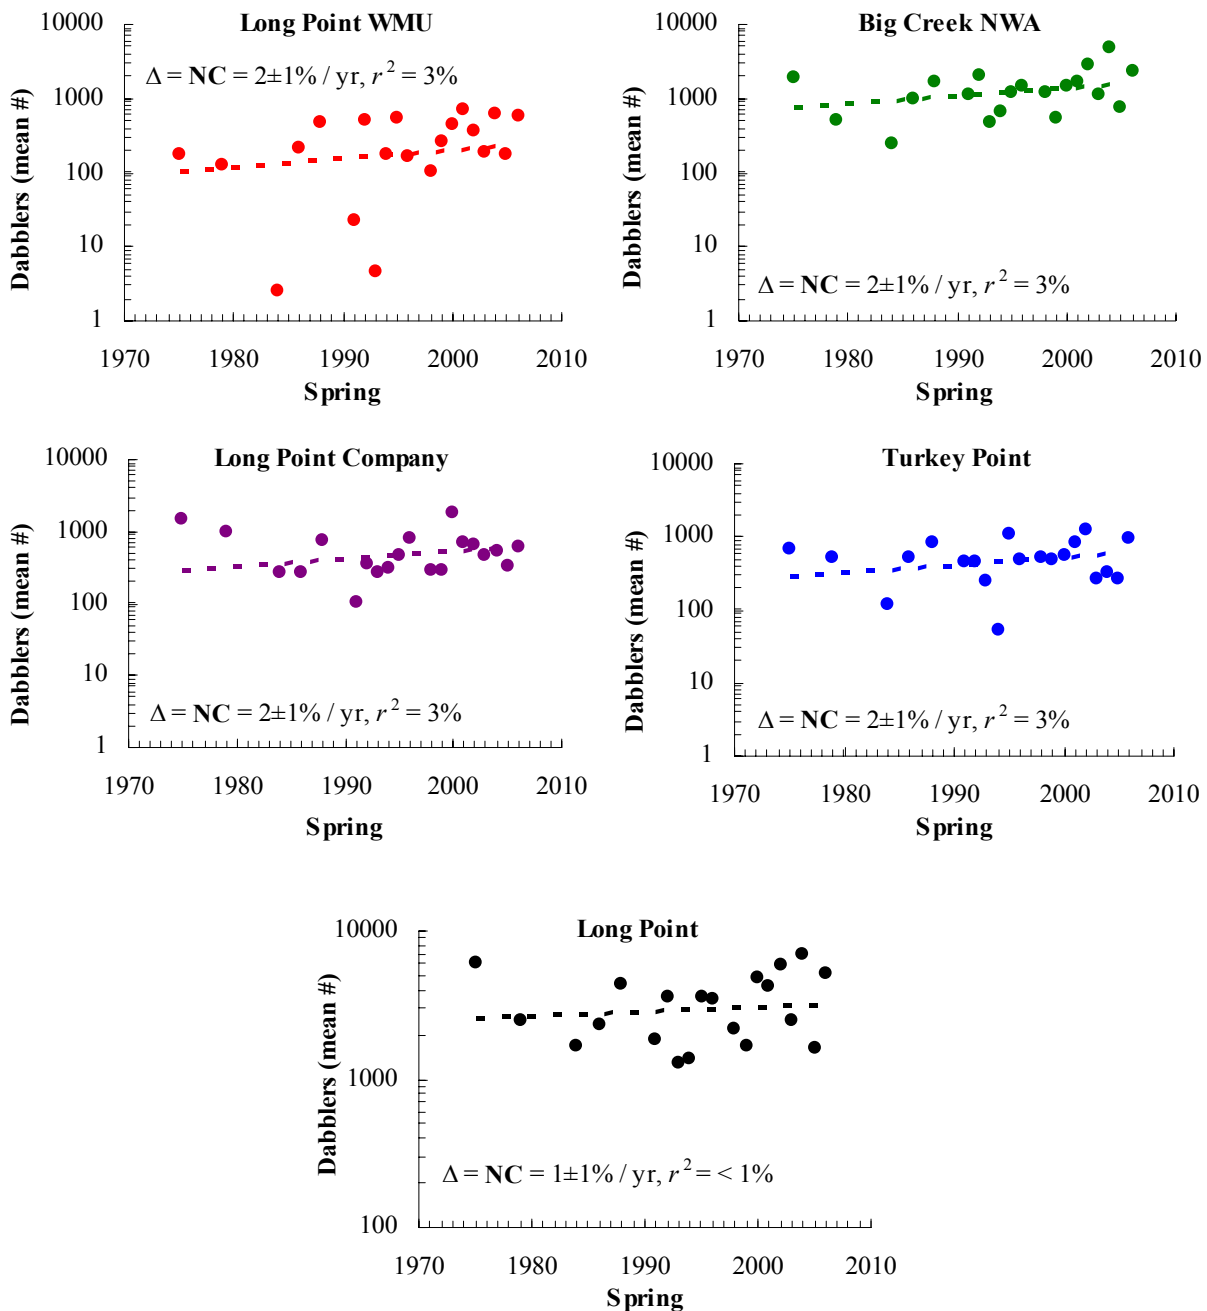 Long Point WMU
Δ = NC = 2±1% / yr, r² = 3%
Dabblers (mean #)
10000
1000
100
10
1
1970 1980 1990 2000 2010
Spring
Big Creek NWA
Δ = NC = 2±1% / yr, r² = 3%
Dabblers (mean #)
10000
1000
100
10
1
1970 1980 1990 2000 2010
Spring
Long Point Company
Δ = NC = 2±1% / yr, r² = 3%
Dabblers (mean #)
10000
1000
100
10
1
1970 1980 1990 2000 2010
Spring
Turkey Point
Δ = NC = 2±1% / yr, r² = 3%
Dabblers (mean #)
10000
1000
100
10
1
1970 1980 1990 2000 2010
Spring
Long Point
Δ = NC = 1±1% / yr, r² = < 1%
Dabblers (mean #)
10000
1000
100
1970 1980 1990 2000 2010
Spring